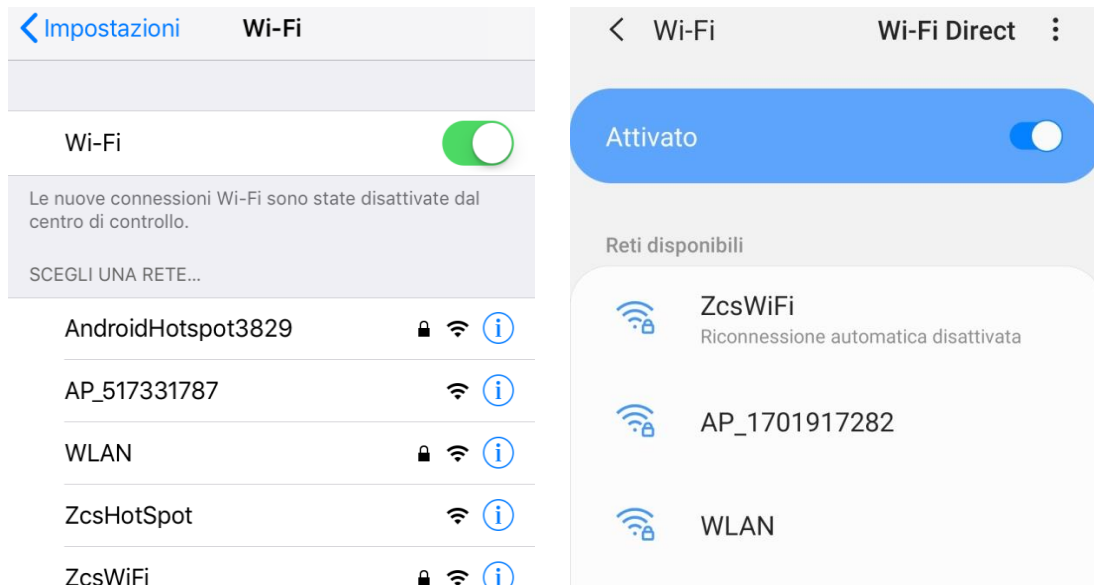 Impostazioni
Wi-Fi
Wi-Fi
Le nuove connessioni Wi-Fi sono state disattivate dal
centro di controllo.
SCEGLI UNA RETE...
AndroidHotspot3829
AP_517331787
WLAN
ZcsHotSpot
ZcsWiFi
Wi-Fi
Wi-Fi Direct
Attivato
Reti disponibili
ZcsWiFi
Riconnessione automatica disattivata
AP_1701917282
WLAN